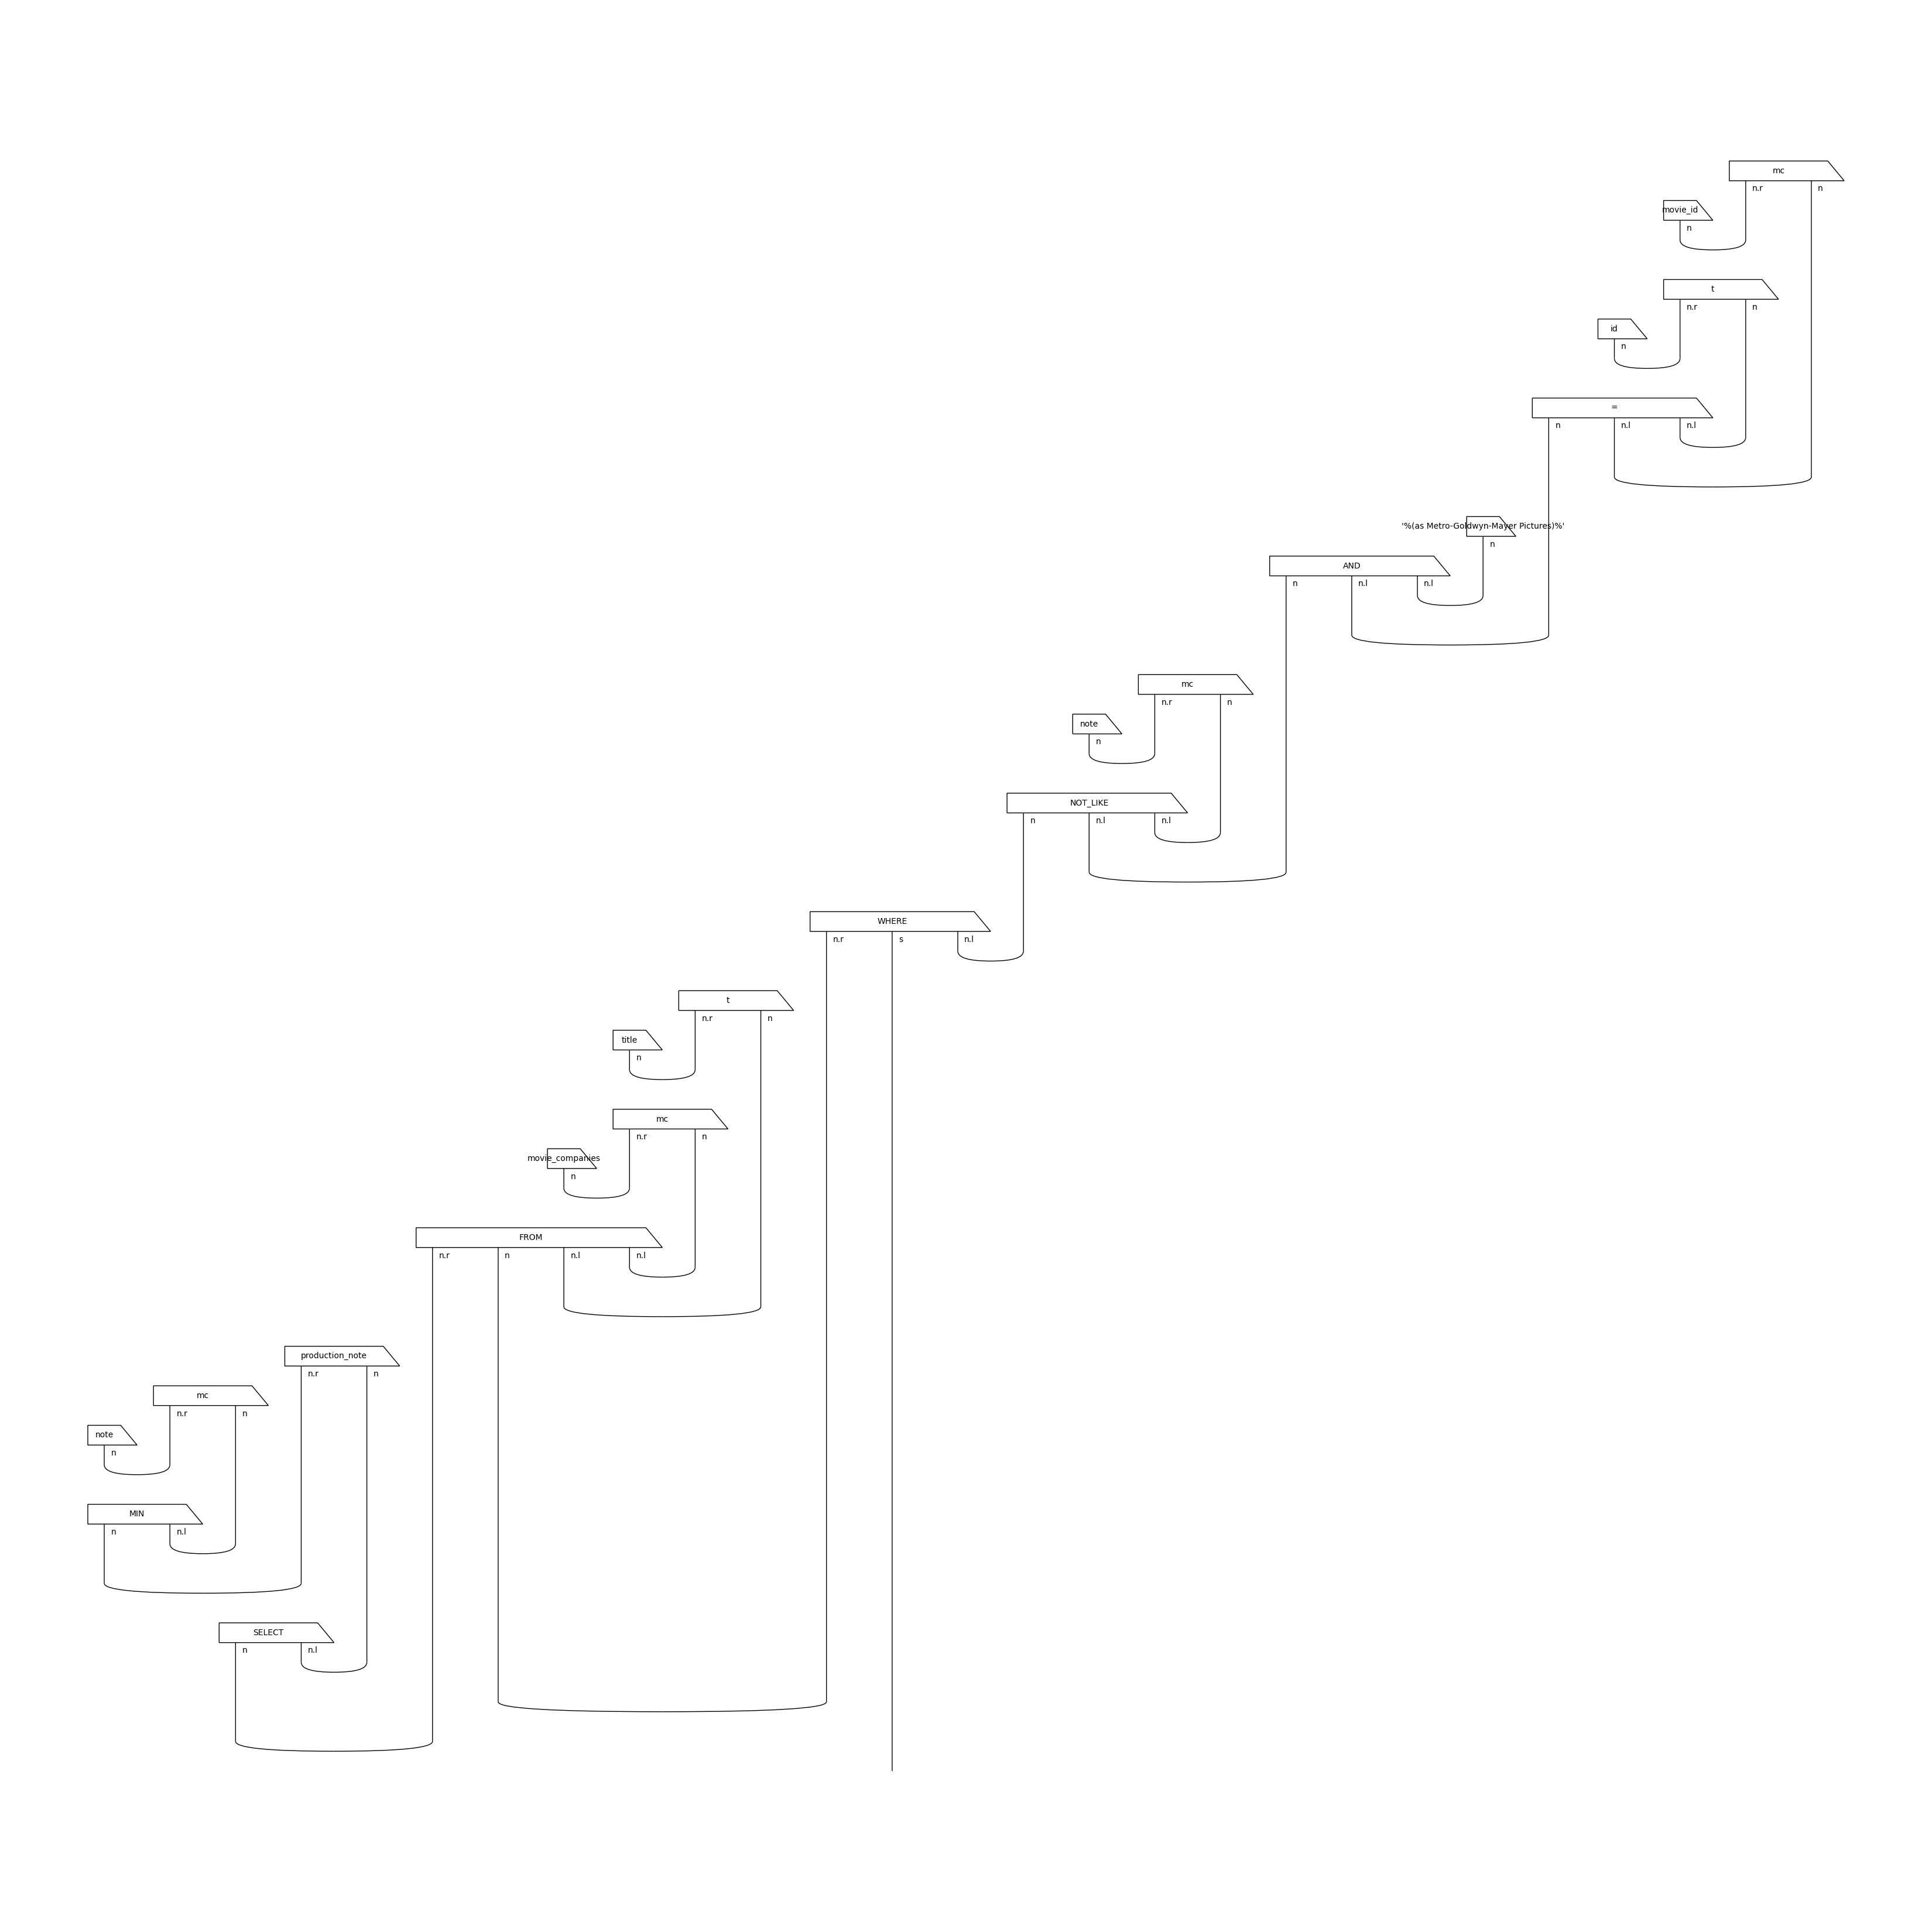 mc
n.r n
movie_id
n
t
n.r n
id
n
=
n n.l n.l
'%(as Metro-Goldwyn-Mayer Pictures)%'
n
AND
n n.l n.l
mc
n.r n
note
n
NOT_LIKE
n n.l n.l
WHERE
n.r s n.l
t
n.r n
title
n
mc
n.r n
movie_companies
n
FROM
n.r n n.l n.l
production_note
n.r n
mc
n.r n
note
n
MIN
n n.l
SELECT
n n.l